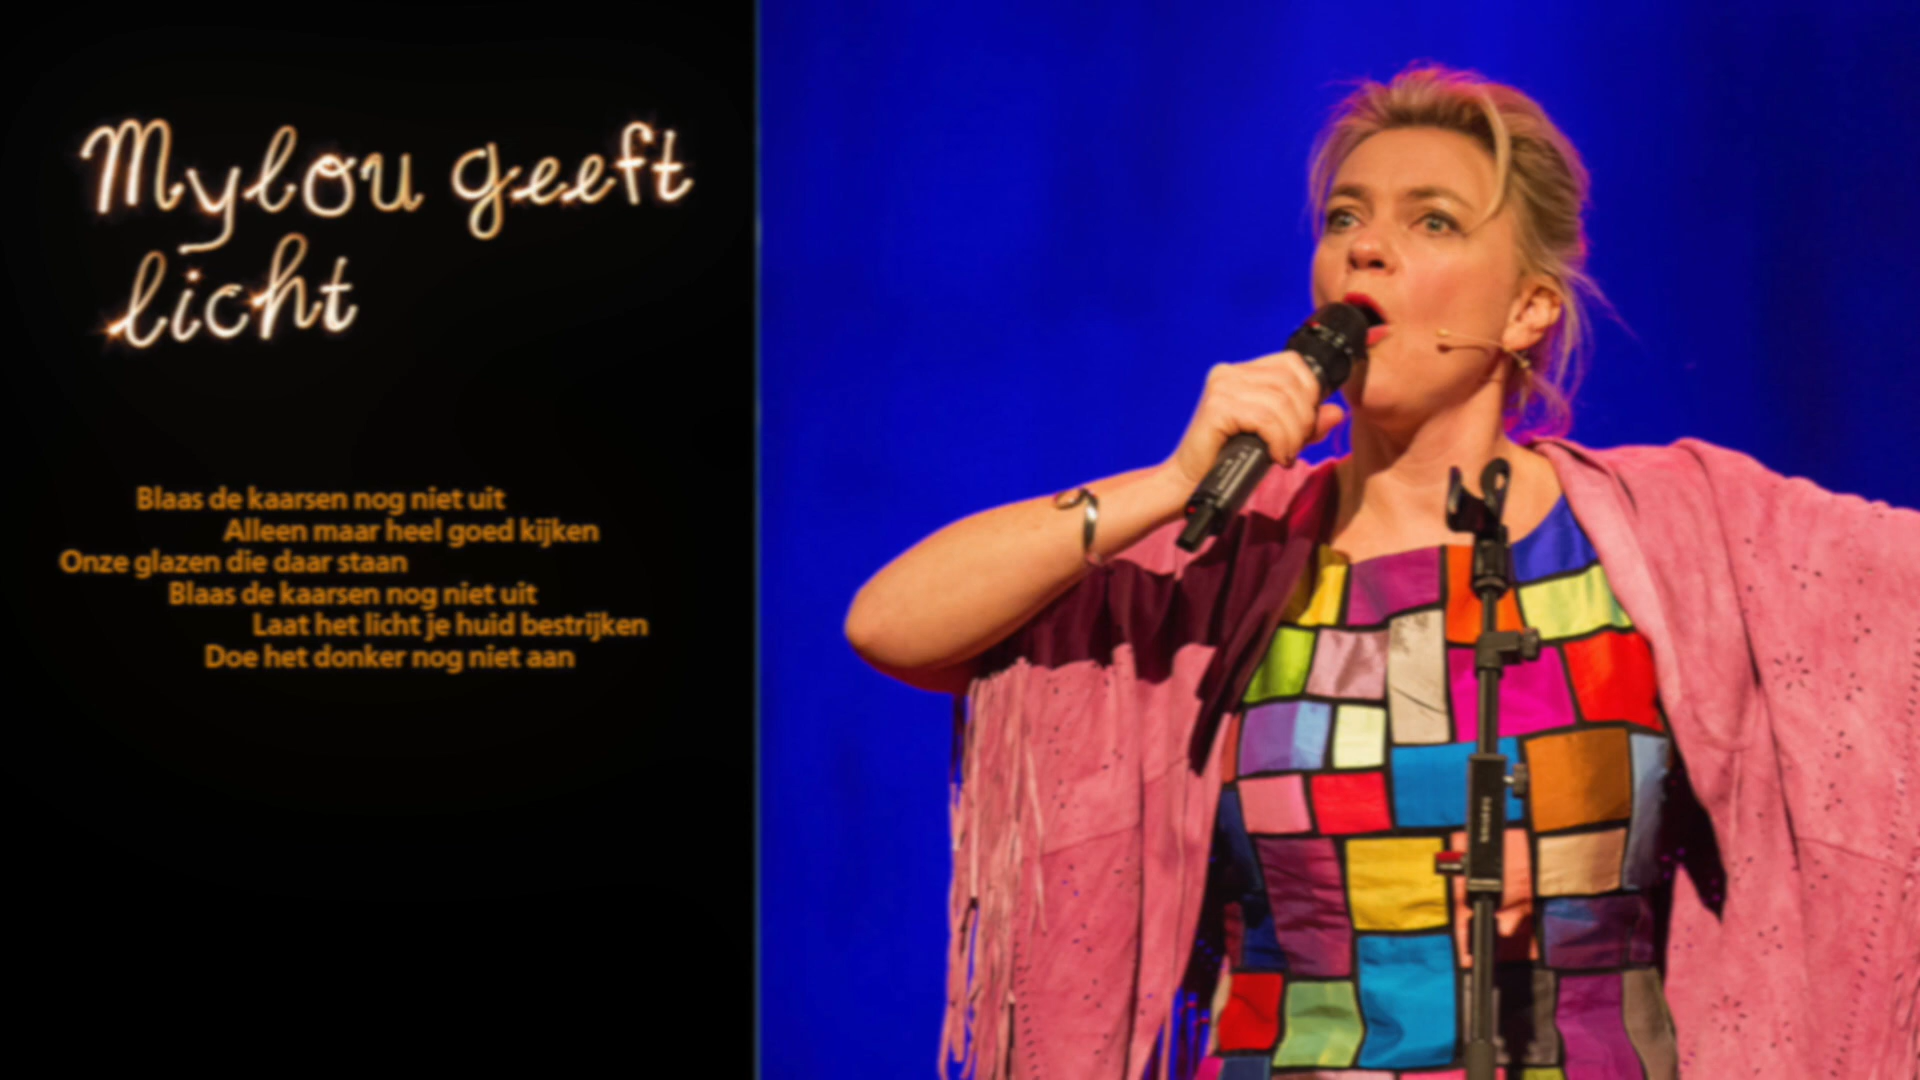 Mylou geeft
licht
Blaas de kaarsen nog niet uit
Alleen maar heel goed kijken
Onze glazen die daar staan
Blaas de kaarsen nog niet uit
Laat het licht je huid bestrijken
Doe het donker nog niet aan